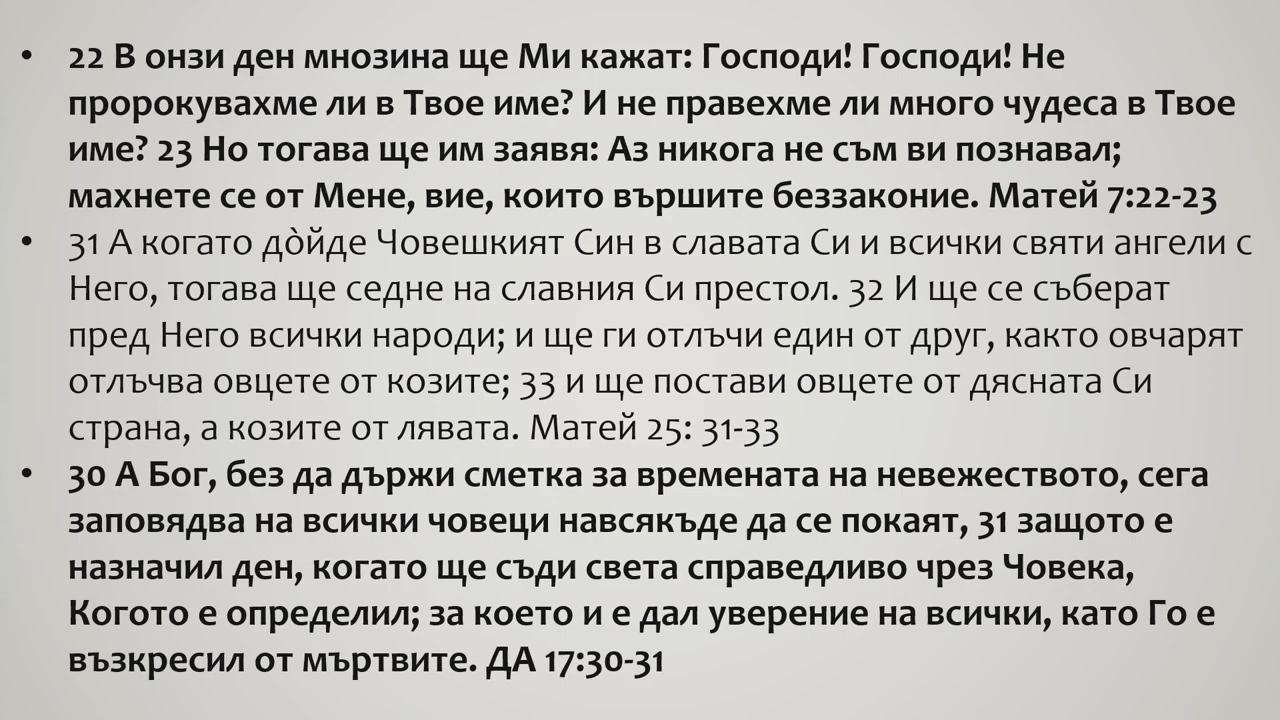 • 22 В онзи ден мнозина ще Ми кажат: Господи! Господи! Не
пророкувахме ли в Твое име? И не правехме ли много чудеса в Твое
име? 23 Но тогава ще им заявя: Аз никога не съм ви познавал;
махнете се от Мене, вие, които вършите беззаконие. Матей 7:22-23
• 31 А когато дòйде Човешкият Син в славата Си и всички святи ангели с
Него, тогава ще седне на славния Си престол. 32 И ще се съберат
пред Него всички народи; и ще ги отлъчи един от друг, както овчарят
отлъчва овцете от козите; 33 и ще постави овцете от дясната Си
страна, а козите от лявата. Матей 25: 31-33
• 30 А Бог, без да държи сметка за времената на невежеството, сега
заповядва на всички човеци навсякъде да се покаят, 31 защото е
назначил ден, когато ще съди света справедливо чрез Човека,
Когото е определил; за което и е дал уверение на всички, като Го е
възкресил от мъртвите. ДА 17:30-31